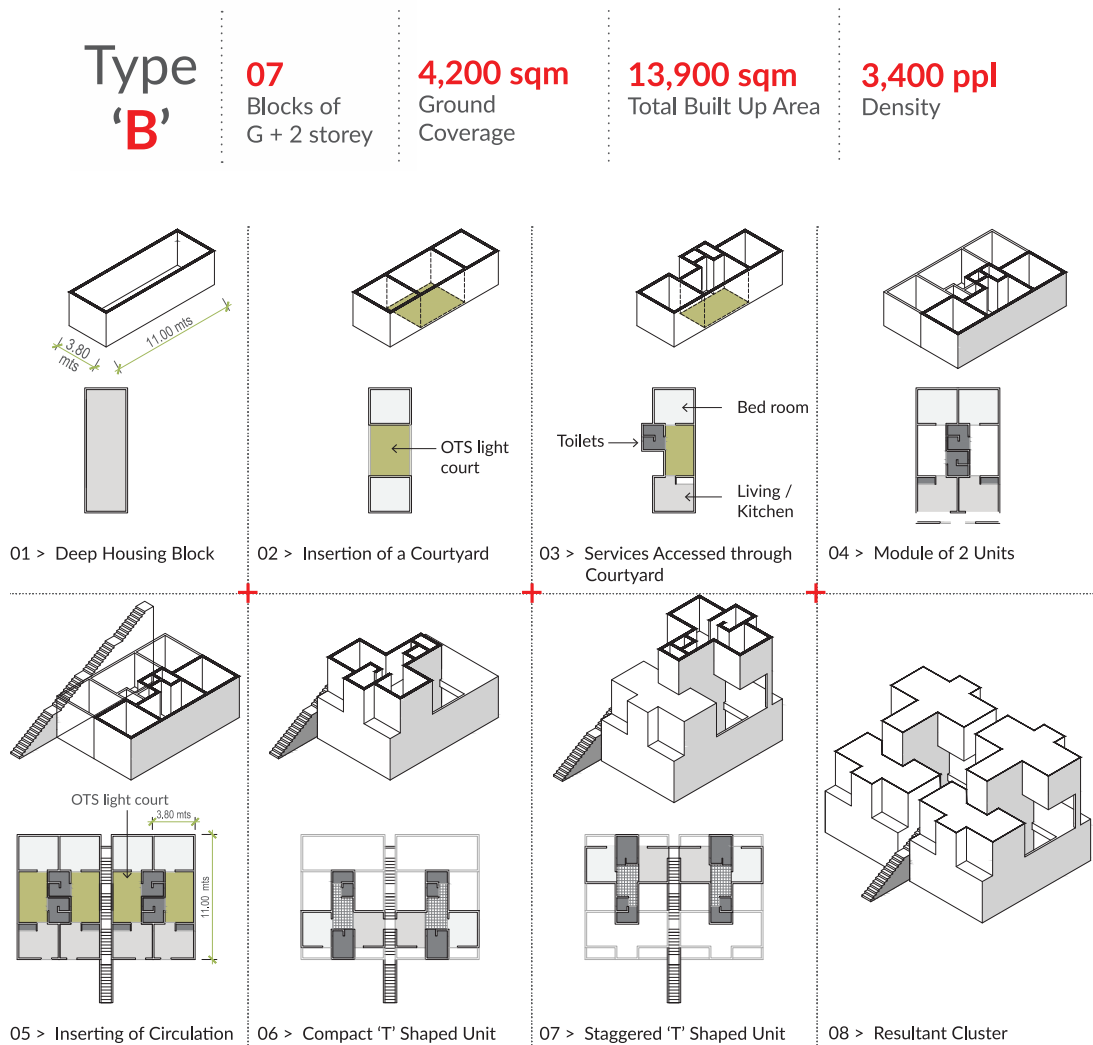 Type
‘B’
07
Blocks of
G + 2 storey
4,200 sqm
Ground
Coverage
13,900 sqm
Total Built Up Area
3,400 ppl
Density
3.80
mts
11.00 mts
01 > Deep Housing Block
OTS light
court
02 > Insertion of a Courtyard
Bed room
Toilets
Living /
Kitchen
03 > Services Accessed through
Courtyard
04 > Module of 2 Units
OTS light court
3.80 mts
11.00 mts
05 > Inserting of Circulation
06 > Compact ‘T’ Shaped Unit
07 > Staggered ‘T’ Shaped Unit
08 > Resultant Cluster